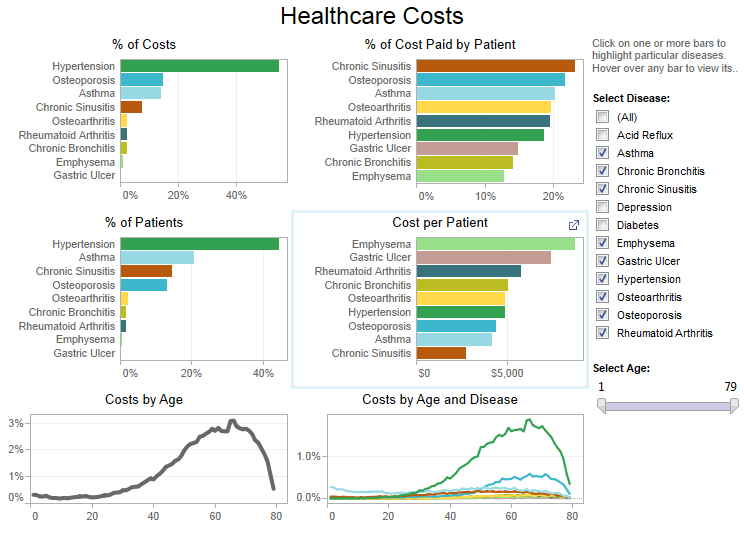 Healthcare Costs
% of Costs
Hypertension
Osteoporosis
Asthma
Chronic Sinusitis
Osteoarthritis
Rheumatoid Arthritis
Chronic Bronchitis
Emphysema
Gastric Ulcer
0% 20% 40%
% of Cost Paid by Patient
Chronic Sinusitis
Osteoporosis
Asthma
Osteoarthritis
Rheumatoid Arthritis
Hypertension
Gastric Ulcer
Chronic Bronchitis
Emphysema
0% 10% 20%
Click on one or more bars to
highlight particular diseases.
Hover over any bar to view its..
Select Disease:
(All)
Acid Reflux
Asthma
Chronic Bronchitis
Chronic Sinusitis
Depression
Diabetes
Emphysema
Gastric Ulcer
Hypertension
Osteoarthritis
Osteoporosis
Rheumatoid Arthritis
Select Age:
1 79
% of Patients
Hypertension
Asthma
Chronic Sinusitis
Osteoporosis
Osteoarthritis
Chronic Bronchitis
Rheumatoid Arthritis
Emphysema
Gastric Ulcer
0% 20% 40%
Cost per Patient
Emphysema
Gastric Ulcer
Rheumatoid Arthritis
Chronic Bronchitis
Osteoarthritis
Hypertension
Osteoporosis
Asthma
Chronic Sinusitis
$0 $5,000
Costs by Age
3%
2%
1%
0%
0 20 40 60 80
Costs by Age and Disease
1.0%
0.0%
0 20 40 60 80